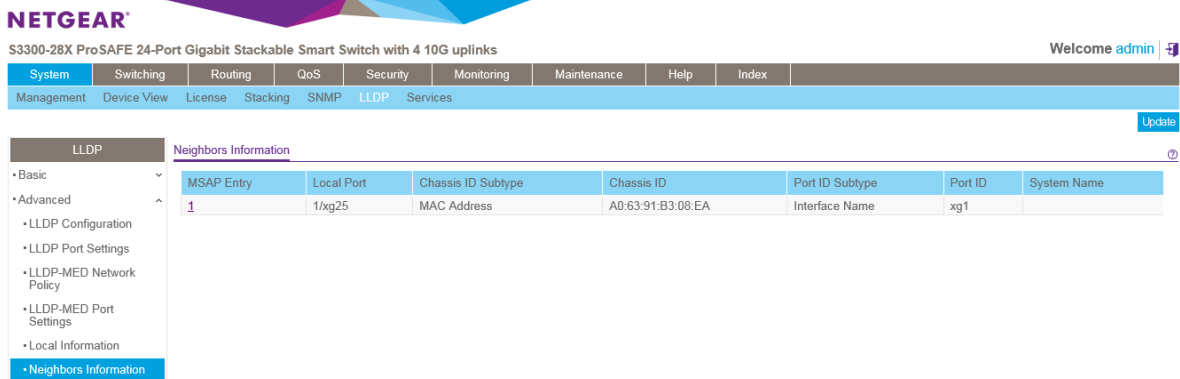 NETGEAR®
S3300-28X ProSAFE 24-Port Gigabit Stackable Smart Switch with 4 10G uplinks
Welcome admin
System Switching Routing QoS Security Monitoring Maintenance Help Index
Management Device View License Stacking SNMP LLDP Services
Update
LLDP
Basic
Advanced
LLDP Configuration
LLDP Port Settings
LLDP-MED Network
Policy
LLDP-MED Port
Settings
Local Information
Neighbors Information
Neighbors Information
?
MSAP Entry Local Port Chassis ID Subtype Chassis ID Port ID Subtype Port ID System Name
1 1/xg25 MAC Address A0:63:91:B3:08:EA Interface Name xg1